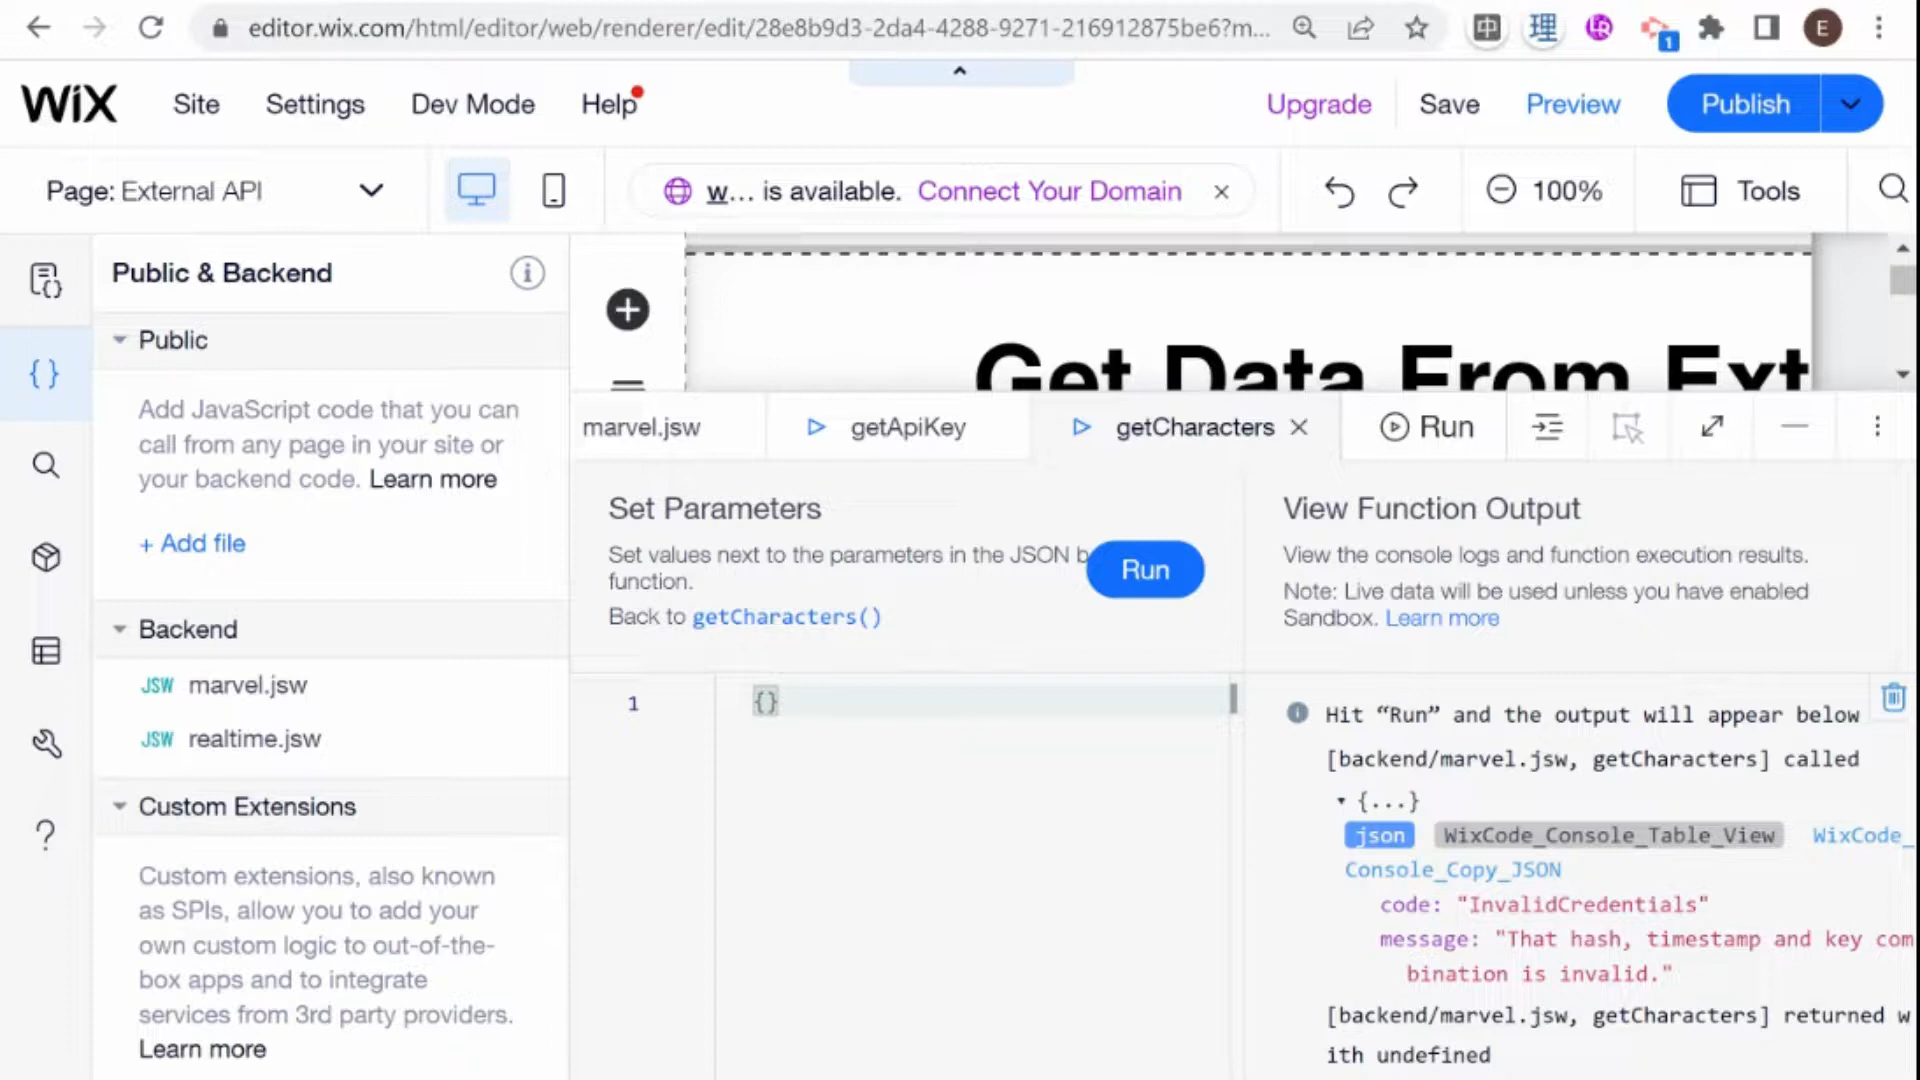 editor.wix.com/html/editor/web/renderer/edit/28e8b9d3-2da4-4288-9271-216912875be6?m...
中
理
1
E
WiX Site Settings Dev Mode Help Upgrade Save Preview Publish
Page: External API
w... is available. Connect Your Domain
100%
Tools
Public & Backend
Public
Add JavaScript code that you can
call from any page in your site or
your backend code. Learn more
+ Add file
Backend
JSW marvel.jsw
JSW realtime.jsw
Custom Extensions
Custom extensions, also known
as SPIs, allow you to add your
own custom logic to out-of-the-
box apps and to integrate
services from 3rd party providers.
Learn more
Get Data From Ext
marvel.jsw getApiKey getCharacters Run
Set Parameters
Set values next to the parameters in the JSON b
function.
Back to getCharacters()
Run
1 {}
View Function Output
View the console logs and function execution results.
Note: Live data will be used unless you have enabled
Sandbox. Learn more
Hit “Run” and the output will appear below
[backend/marvel.jsw, getCharacters] called
{...}
json WixCode_Console_Table_View WixCode_
Console_Copy_JSON
code: "InvalidCredentials"
message: "That hash, timestamp and key com
bination is invalid."
[backend/marvel.jsw, getCharacters] returned w
ith undefined